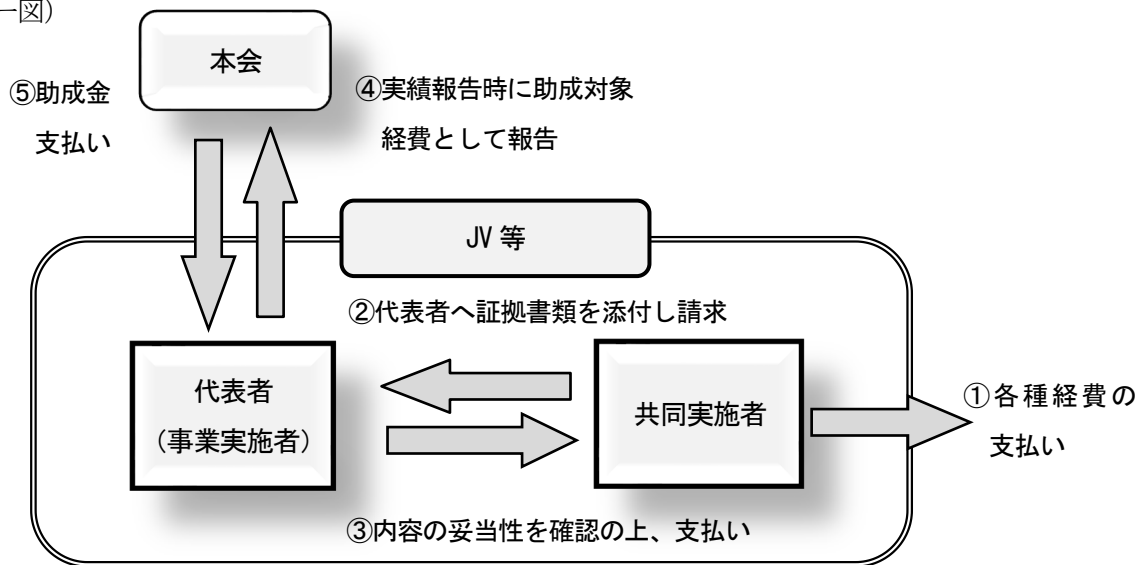 ー図)
本会
⑤助成金
支払い
④実績報告時に助成対象
経費として報告
JV 等
②代表者へ証拠書類を添付し請求
代表者
（事業実施者）
共同実施者
①各種経費の
支払い
③内容の妥当性を確認の上、支払い